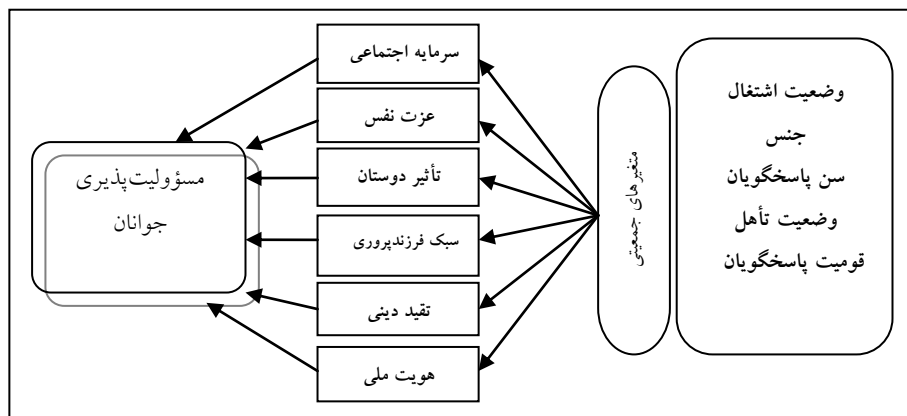 وضعیت اشتغال
جنس
سن پاسخگویان
وضعیت تأهل
قومیت پاسخگویان
متغیرهای جمعیتی
سرمایه اجتماعی
عزت نفس
تأثیر دوستان
سبک فرزندپروری
تقید دینی
هویت ملی
مسؤولیت‌پذیری
جوانان